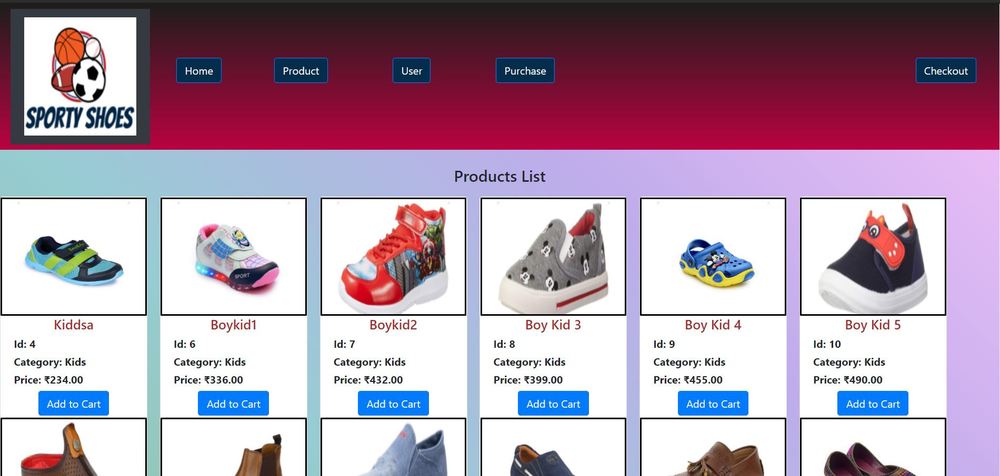 SPORTY SHOES
Home
Product
User
Purchase
Checkout
Products List
SPORT
Kiddsa
Id: 4
Category: Kids
Price: ₹234.00
Add to Cart
Boykid1
Id: 6
Category: Kids
Price: ₹336.00
Add to Cart
Boykid2
Id: 7
Category: Kids
Price: ₹432.00
Add to Cart
Boy Kid 3
Id: 8
Category: Kids
Price: ₹399.00
Add to Cart
Boy Kid 4
Id: 9
Category: Kids
Price: ₹455.00
Add to Cart
Boy Kid 5
Id: 10
Category: Kids
Price: ₹490.00
Add to Cart